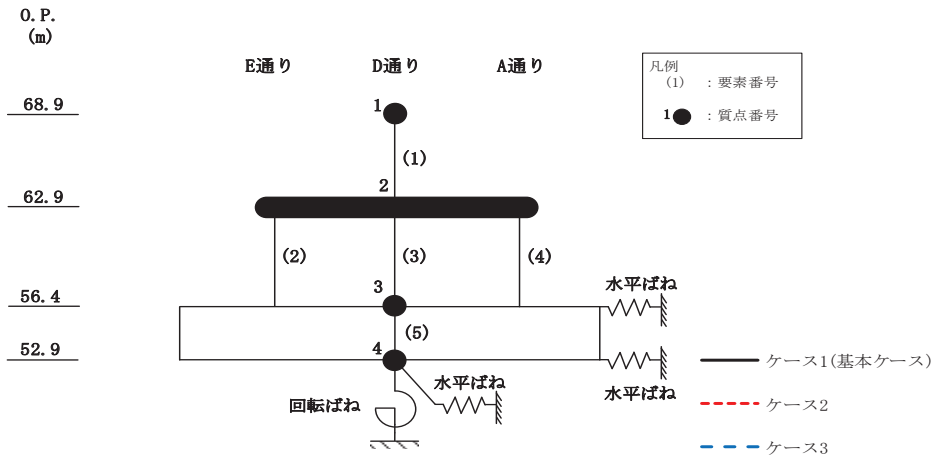 O.P.
(m)
E通り D通り A通り
凡例
(1) : 要素番号
1 : 質点番号
68.9
1
(1)
2
62.9
(2) (3) (4)
3
水平ばね
56.4
(5)
52.9
4
水平ばね
水平ばね
回転ばね
ケース1(基本ケース)
ケース2
ケース3